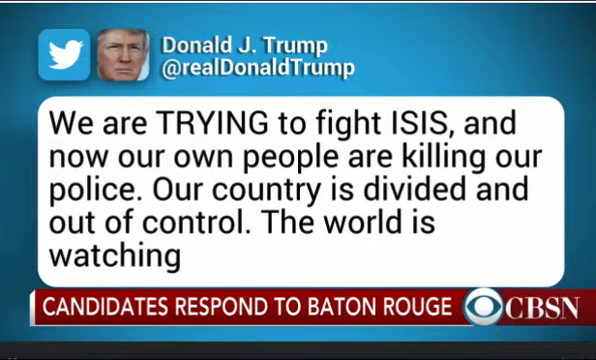 Donald J. Trump
@realDonaldTrump
We are TRYING to fight ISIS, and
now our own people are killing our
police. Our country is divided and
out of control. The world is
watching
CANDIDATES RESPOND TO BATON ROUGE
CBSN